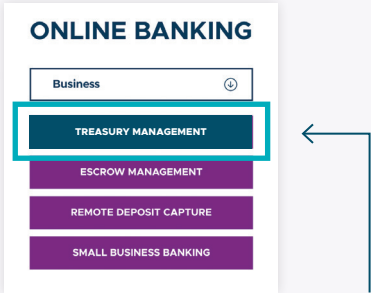 ONLINE BANKING
Business
TREASURY MANAGEMENT
ESCROW MANAGEMENT
REMOTE DEPOSIT CAPTURE
SMALL BUSINESS BANKING